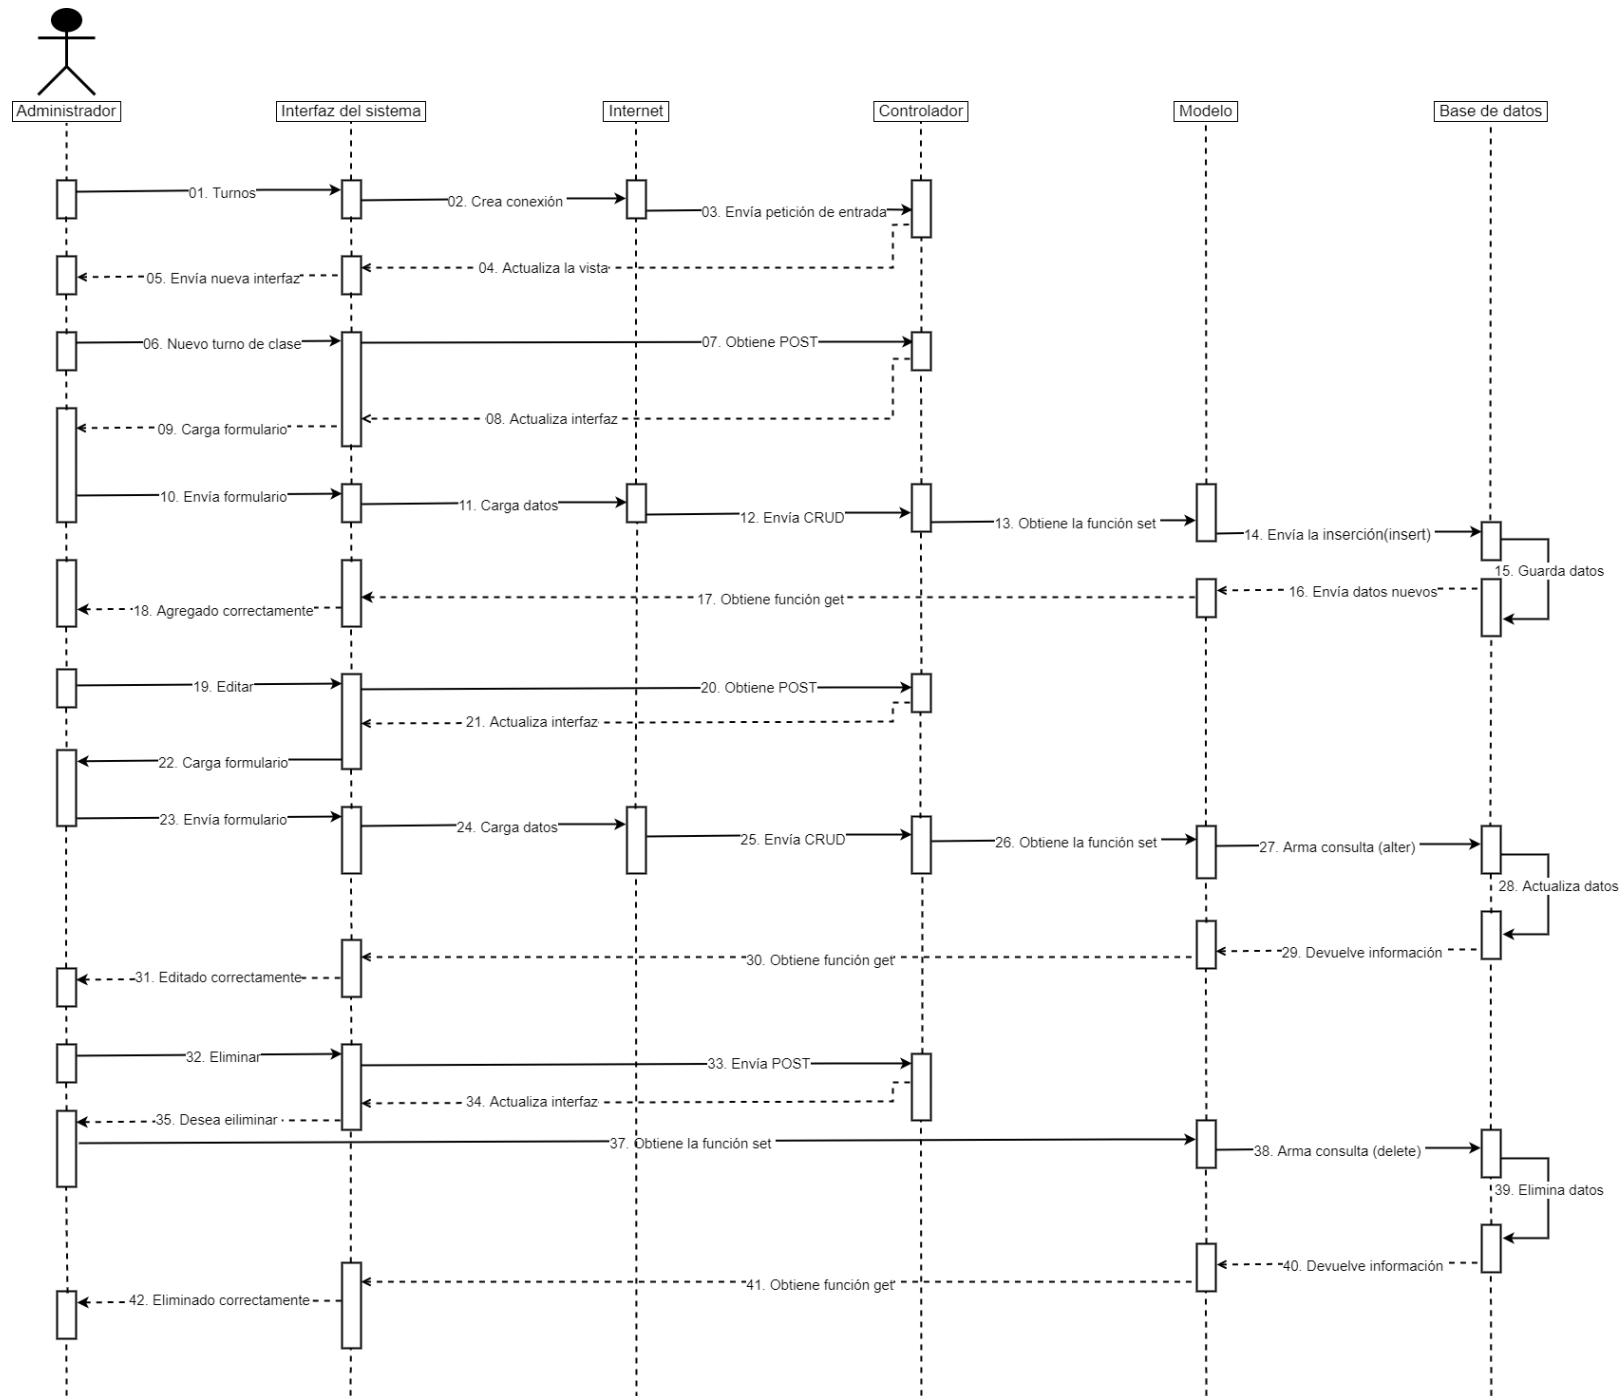 Administrador
Interfaz del sistema
Internet
Controlador
Modelo
Base de datos
01. Turnos
02. Crea conexión
03. Envía petición de entrada
04. Actualiza la vista
05. Envía nueva interfaz
06. Nuevo turno de clase
07. Obtiene POST
08. Actualiza interfaz
09. Carga formulario
10. Envía formulario
11. Carga datos
12. Envía CRUD
13. Obtiene la función set
14. Envía la inserción(insert)
15. Guarda datos
16. Envía datos nuevos
17. Obtiene función get
18. Agregado correctamente
19. Editar
20. Obtiene POST
21. Actualiza interfaz
22. Carga formulario
23. Envía formulario
24. Carga datos
25. Envía CRUD
26. Obtiene la función set
27. Arma consulta (alter)
28. Actualiza datos
29. Devuelve información
30. Obtiene función get
31. Editado correctamente
32. Eliminar
33. Envía POST
34. Actualiza interfaz
35. Desea eiliminar
37. Obtiene la función set
38. Arma consulta (delete)
39. Elimina datos
40. Devuelve información
41. Obtiene función get
42. Eliminado correctamente